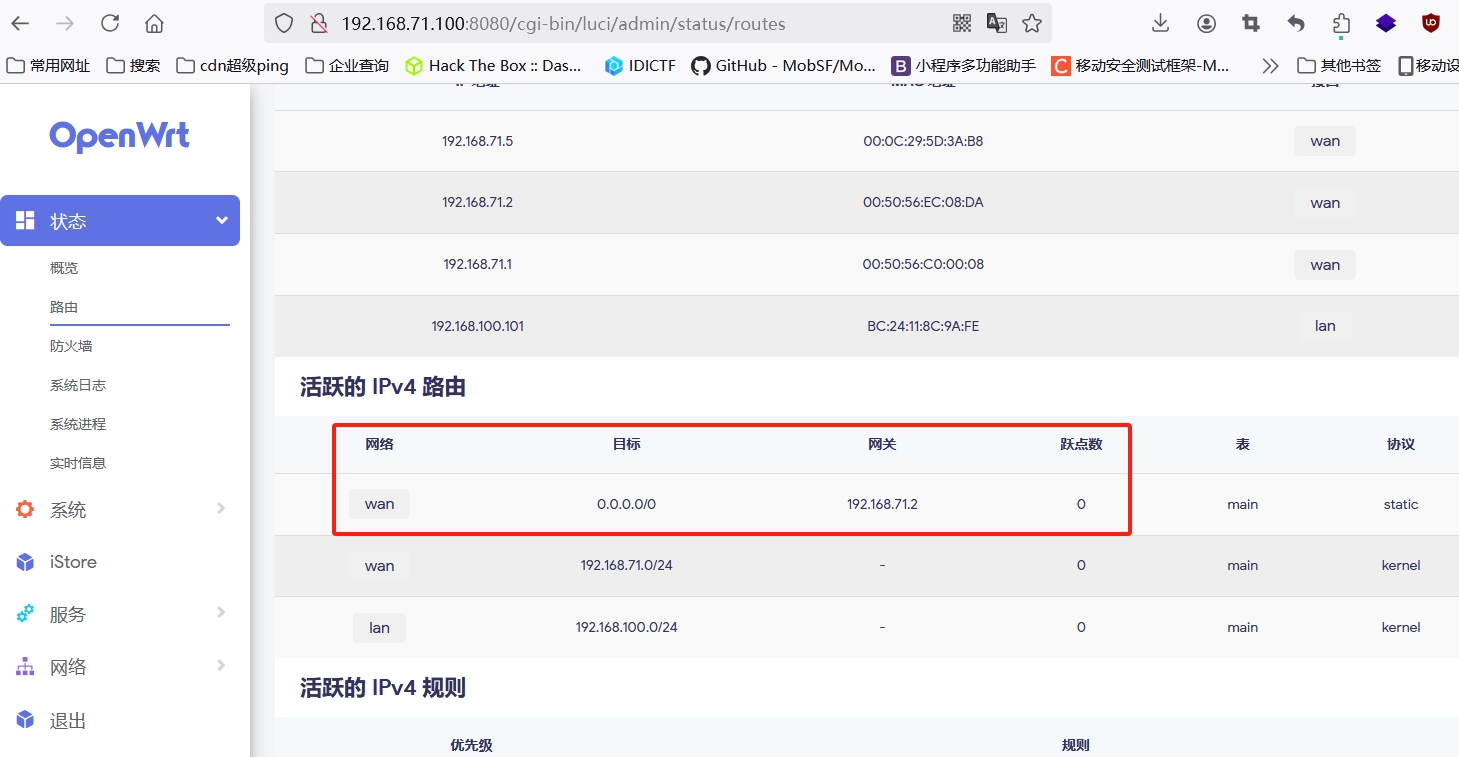 192.168.71.100:8080/cgi-bin/luci/admin/status/routes
常用网址 搜索 cdn超级ping 企业查询 Hack The Box :: Das... IDICTF GitHub - MobSF/Mo... B 小程序多功能助手 C 移动安全测试框架-M... 其他书签 移动设
OpenWrt
状态
概览
路由
防火墙
系统日志
系统进程
实时信息
系统
iStore
服务
网络
退出
IP 地址 MAC 地址 接口
192.168.71.5 00:0C:29:5D:3A:B8 wan
192.168.71.2 00:50:56:EC:08:DA wan
192.168.71.1 00:50:56:C0:00:08 wan
192.168.100.101 BC:24:11:8C:9A:FE lan
活跃的 IPv4 路由
网络 目标 网关 跃点数 表 协议
wan 0.0.0.0/0 192.168.71.2 0 main static
wan 192.168.71.0/24 - 0 main kernel
lan 192.168.100.0/24 - 0 main kernel
活跃的 IPv4 规则
优先级 规则